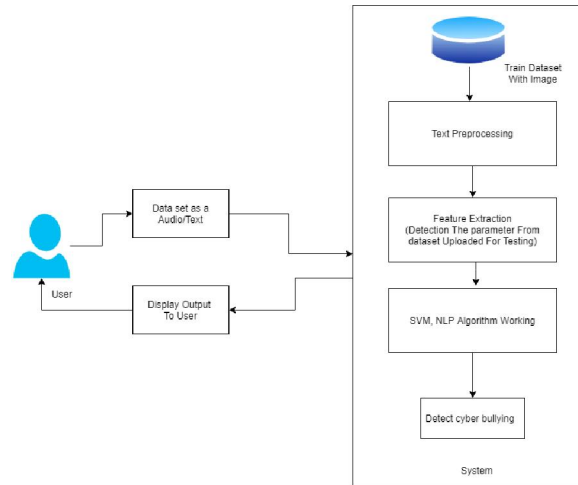 Train Dataset
With Image
Text Preprocessing
Feature Extraction
(Detection The parameter From
dataset Uploaded For Testing)
SVM, NLP Algorithm Working
Detect cyber bullying
System
Data set as a
Audio/Text
User
Display Output
To User